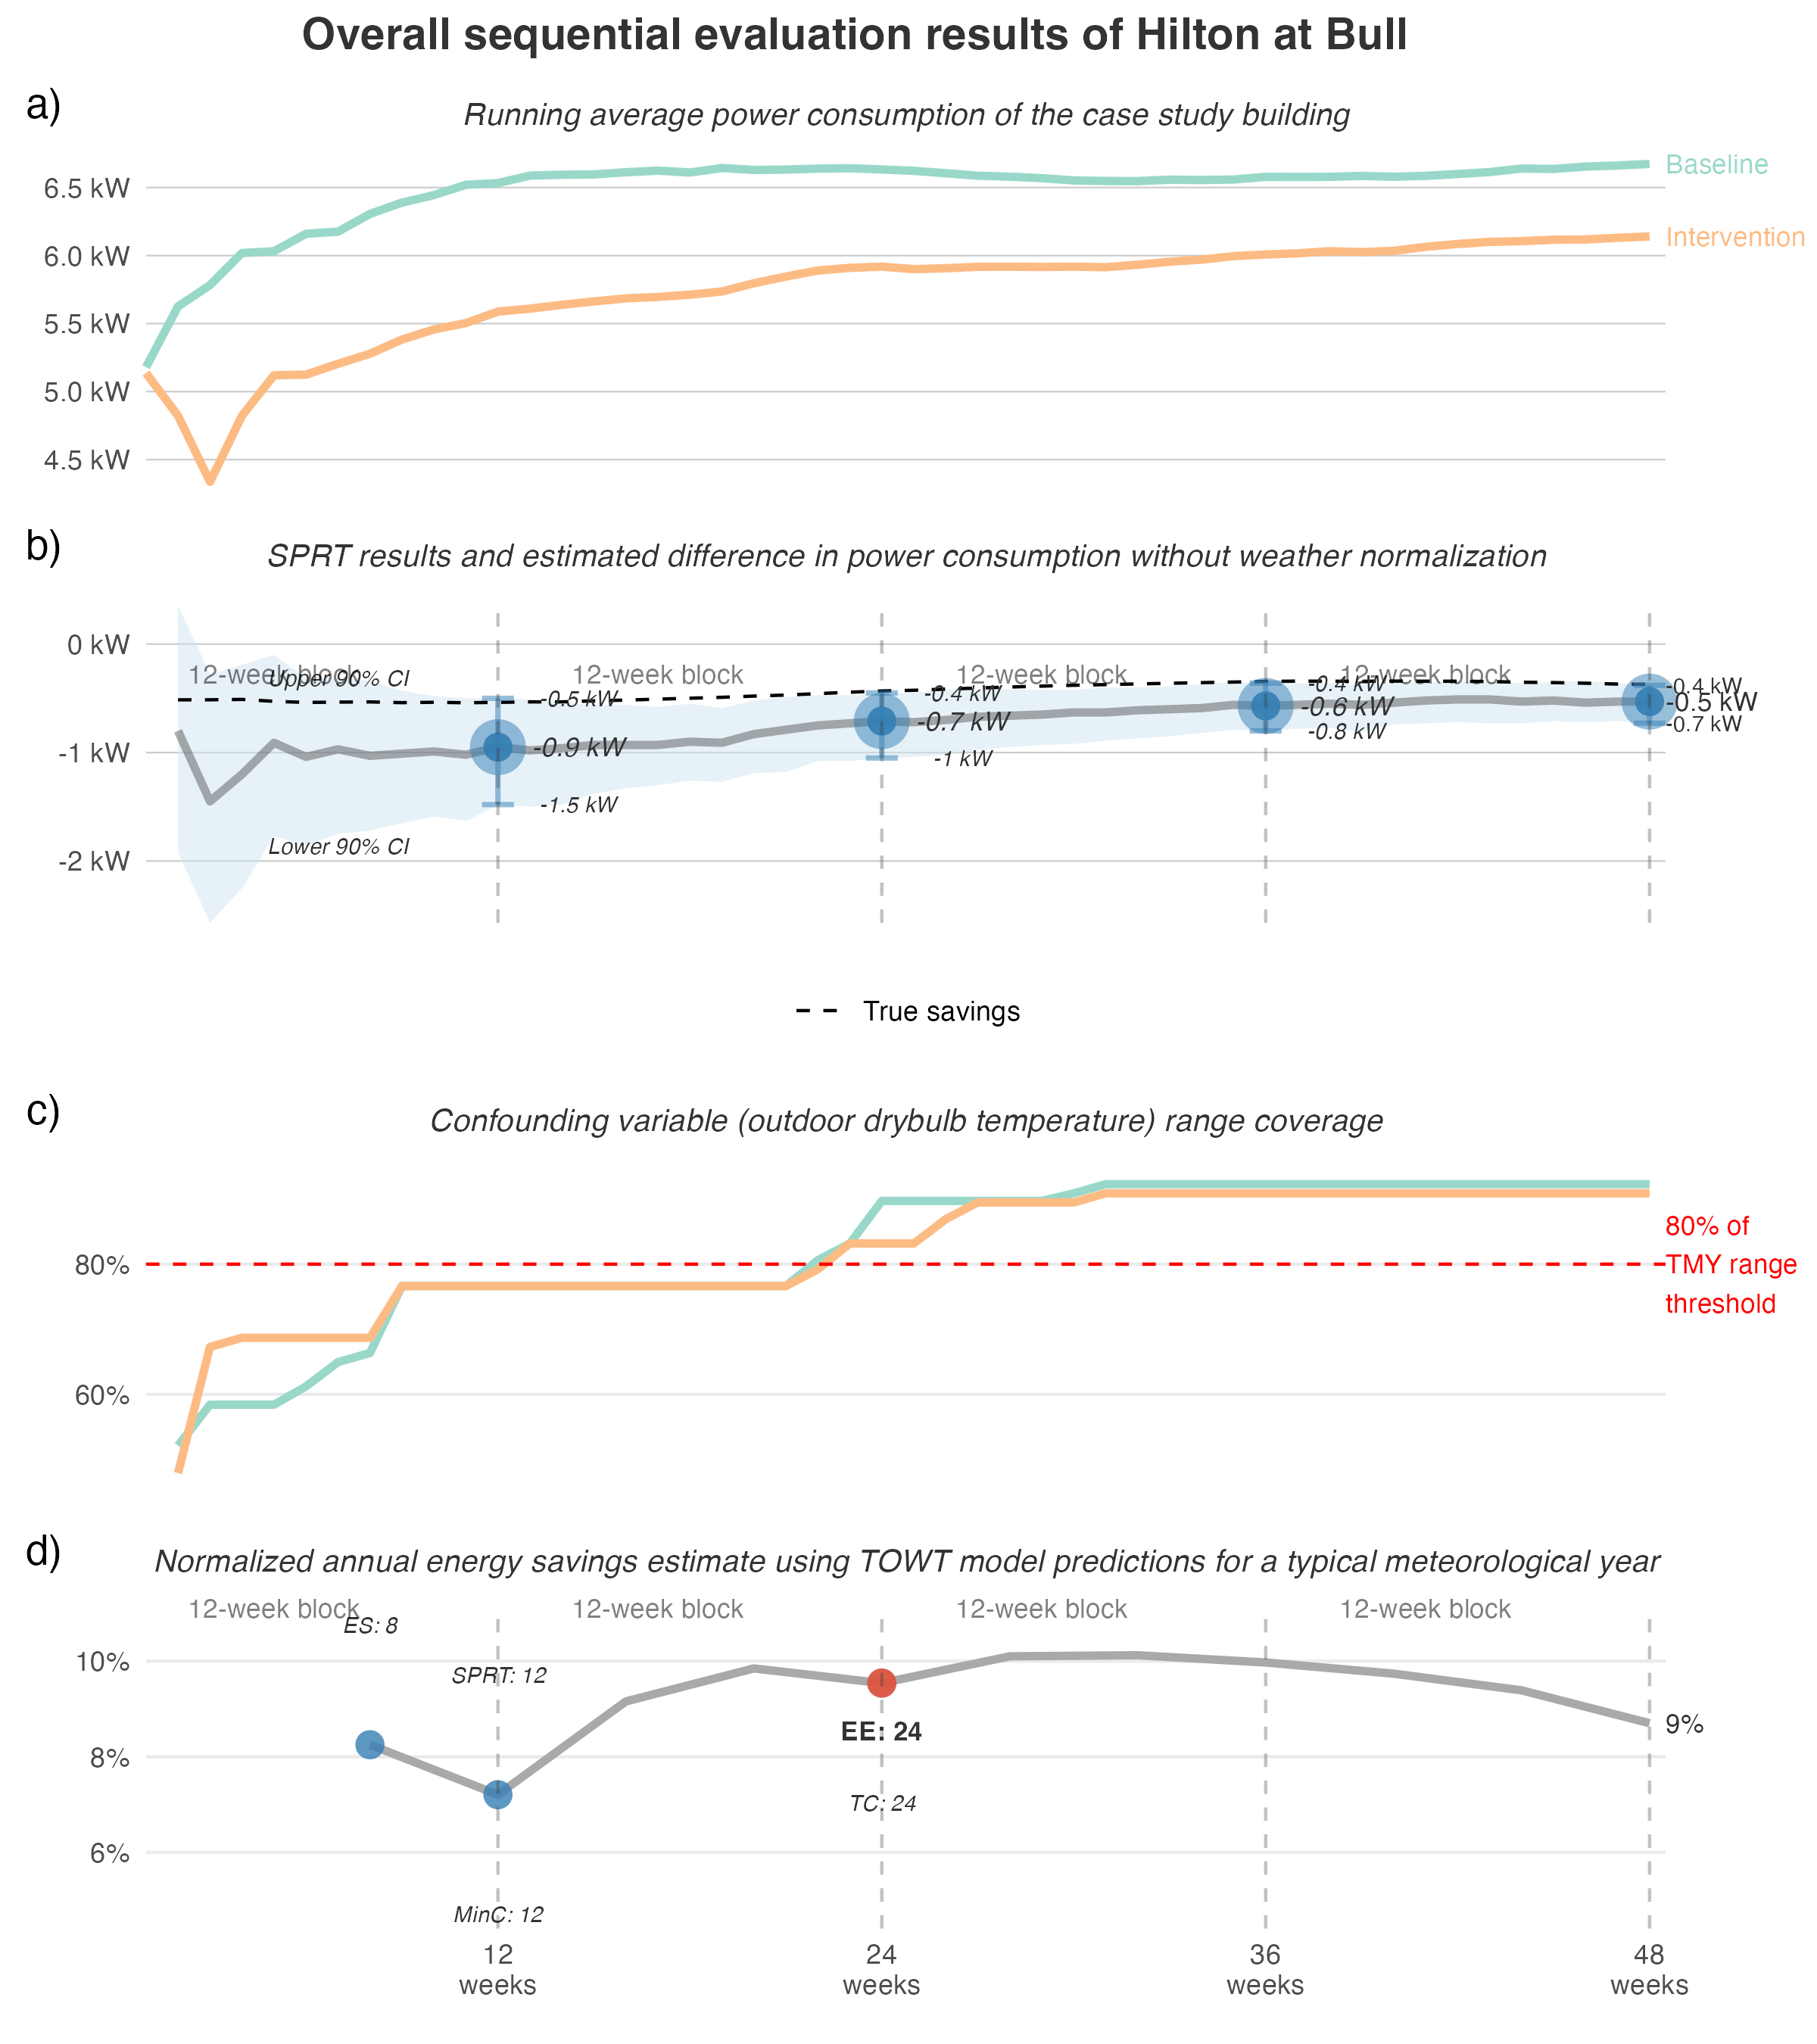 Overall sequential evaluation results of Hilton at Bull
a)
Running average power consumption of the case study building
6.5 kW
6.0 kW
5.5 kW
5.0 kW
4.5 kW
Baseline
Intervention
b)
SPRT results and estimated difference in power consumption without weather normalization
0 kW
-1 kW
-2 kW
12-week block
12-week block
12-week block
12-week block
Upper 90% CI
Lower 90% CI
-0.5 kW
-0.9 kW
-1.5 kW
-0.4 kW
-0.7 kW
-1 kW
-0.4 kW
-0.6 kW
-0.8 kW
-0.4 kW
-0.5 kW
-0.7 kW
True savings
c)
Confounding variable (outdoor drybulb temperature) range coverage
80%
60%
80% of
TMY range
threshold
d)
Normalized annual energy savings estimate using TOWT model predictions for a typical meteorological year
12-week block
12-week block
12-week block
12-week block
10%
8%
6%
ES: 8
SPRT: 12
MinC: 12
EE: 24
TC: 24
9%
12
weeks
24
weeks
36
weeks
48
weeks